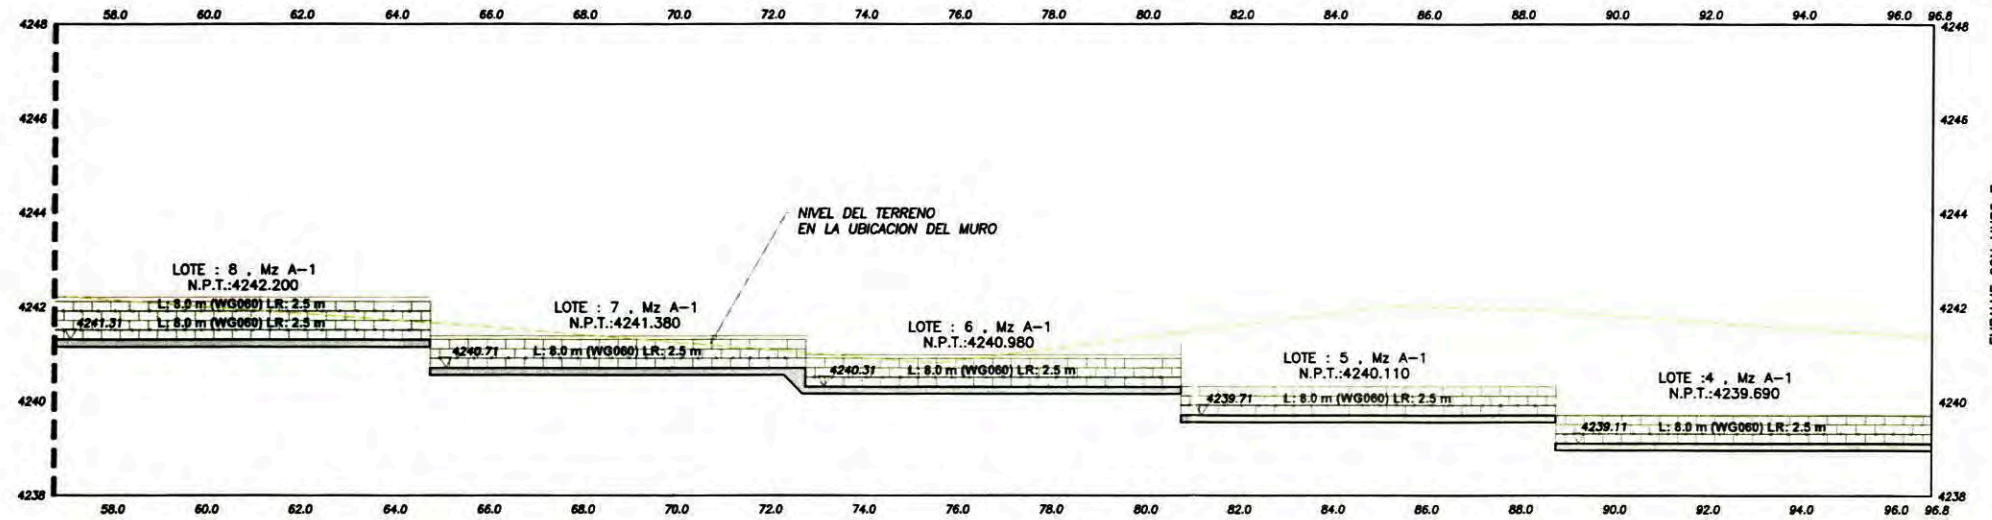 58.0 60.0 62.0 64.0 66.0 68.0 70.0 72.0 74.0 76.0 78.0 80.0 82.0 84.0 86.0 88.0 90.0 92.0 94.0 96.0 96.8
4248 4248
4246 4246
4244 4244
NIVEL DEL TERRENO
EN LA UBICACION DEL MURO
LOTE : 8 , Mz A-1
N.P.T.:4242.200
L: 8.0 m (WG060) LR: 2.5 m
4241.31 L: 8.0 m (WG060) LR: 2.5 m
4242 4242
LOTE : 7 , Mz A-1
N.P.T.:4241.380
4240.71 L: 8.0 m (WG060) LR: 2.5 m
LOTE : 6 , Mz A-1
N.P.T.:4240.980
4240.31 L: 8.0 m (WG060) LR: 2.5 m
LOTE : 5 , Mz A-1
N.P.T.:4240.110
4239.71 L: 8.0 m (WG060) LR: 2.5 m
LOTE :4 , Mz A-1
N.P.T.:4239.690
4239.11 L: 8.0 m (WG060) LR: 2.5 m
4240 4240
4238 4238
58.0 60.0 62.0 64.0 66.0 68.0 70.0 72.0 74.0 76.0 78.0 80.0 82.0 84.0 86.0 88.0 90.0 92.0 94.0 96.0 96.8